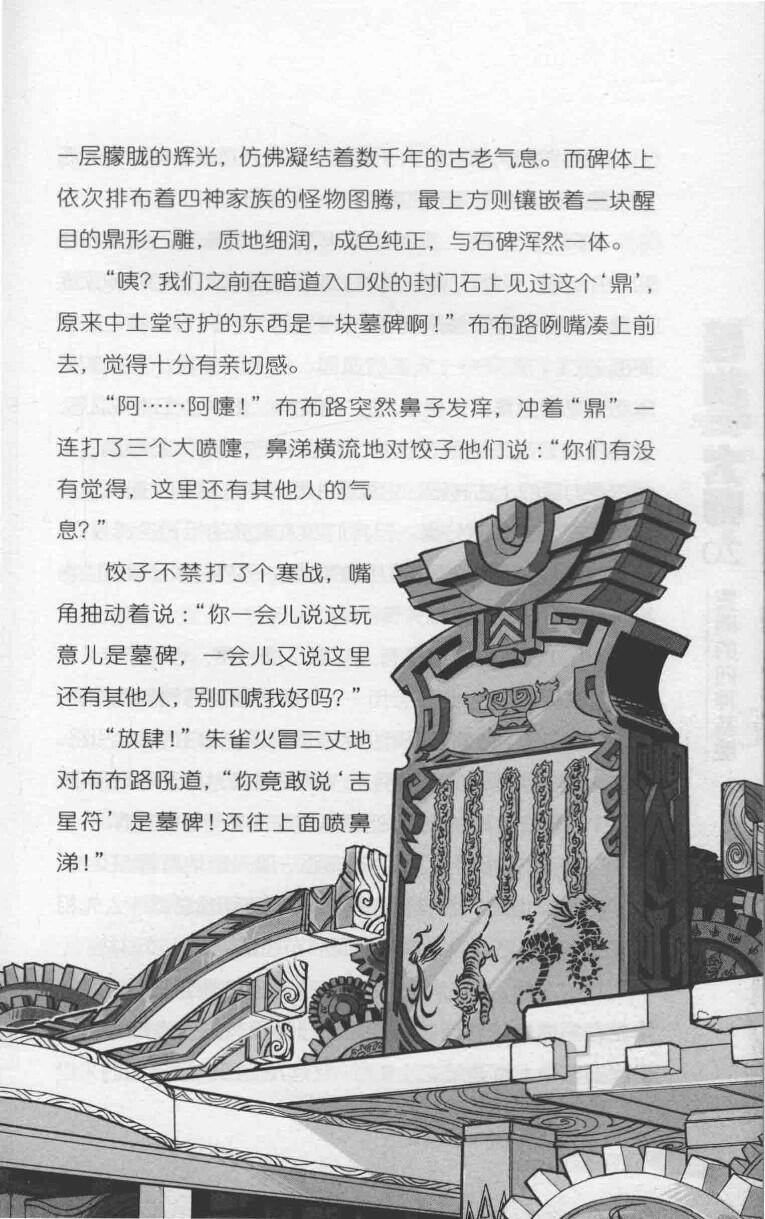 一层朦胧的辉光，仿佛凝结着数千年的古老气息。而碑体上
依次排布着四神家族的怪物图腾，最上方则镶嵌着一块醒
目的鼎形石雕，质地细润，成色纯正，与石碑浑然一体。
“咦？我们之前在暗道入口处的封门石上见过这个‘鼎’，
原来中土堂守护的东西是一块墓碑啊！”布布路咧嘴凑上前
去，觉得十分有亲切感。
“阿……阿嚏！”布布路突然鼻子发痒，冲着“鼎”
连打了三个大喷嚏，鼻涕横流地对饺子他们说：“你们有没
有觉得，这里还有其他人的气
息？”
饺子不禁打了个寒战，嘴
角抽动着说：“你一会儿说这玩
意儿是墓碑，一会儿又说这里
还有其他人，别吓唬我好吗？”
“放肆！”朱雀火冒三丈地
对布布路吼道，“你竟敢说‘吉
星符’是墓碑！还往上面喷鼻
涕！”